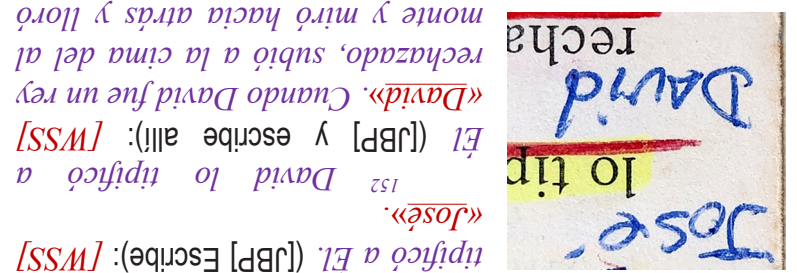 José
lo tip
David
recha
tipificó a Él. ([JBP] Escribe): [WSS]
«José».
152 David lo tipificó a
Él ([JBP] y escribe allí): [WSS]
«David». Cuando David fue un rey
rechazado, subió a la cima del al
monte y miró hacia atrás y lloró